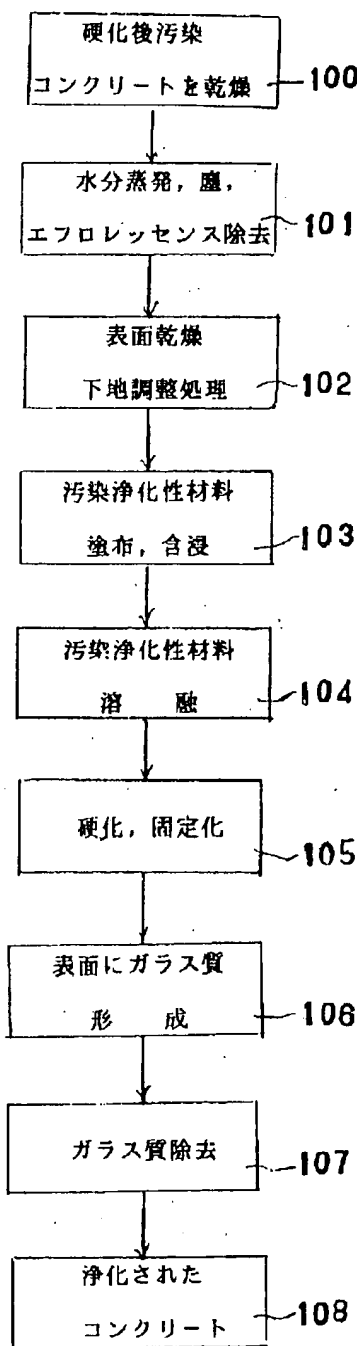 硬化後汚染
コンクリートを乾燥
100
水分蒸発，塵，
エフロレッセンス除去
101
表面乾燥
下地調整処理
102
汚染浄化性材料
塗布，含浸
103
汚染浄化性材料
溶　融
104
硬化，固定化
105
表面にガラス質
形　成
106
ガラス質除去
107
浄化された
コンクリート
108